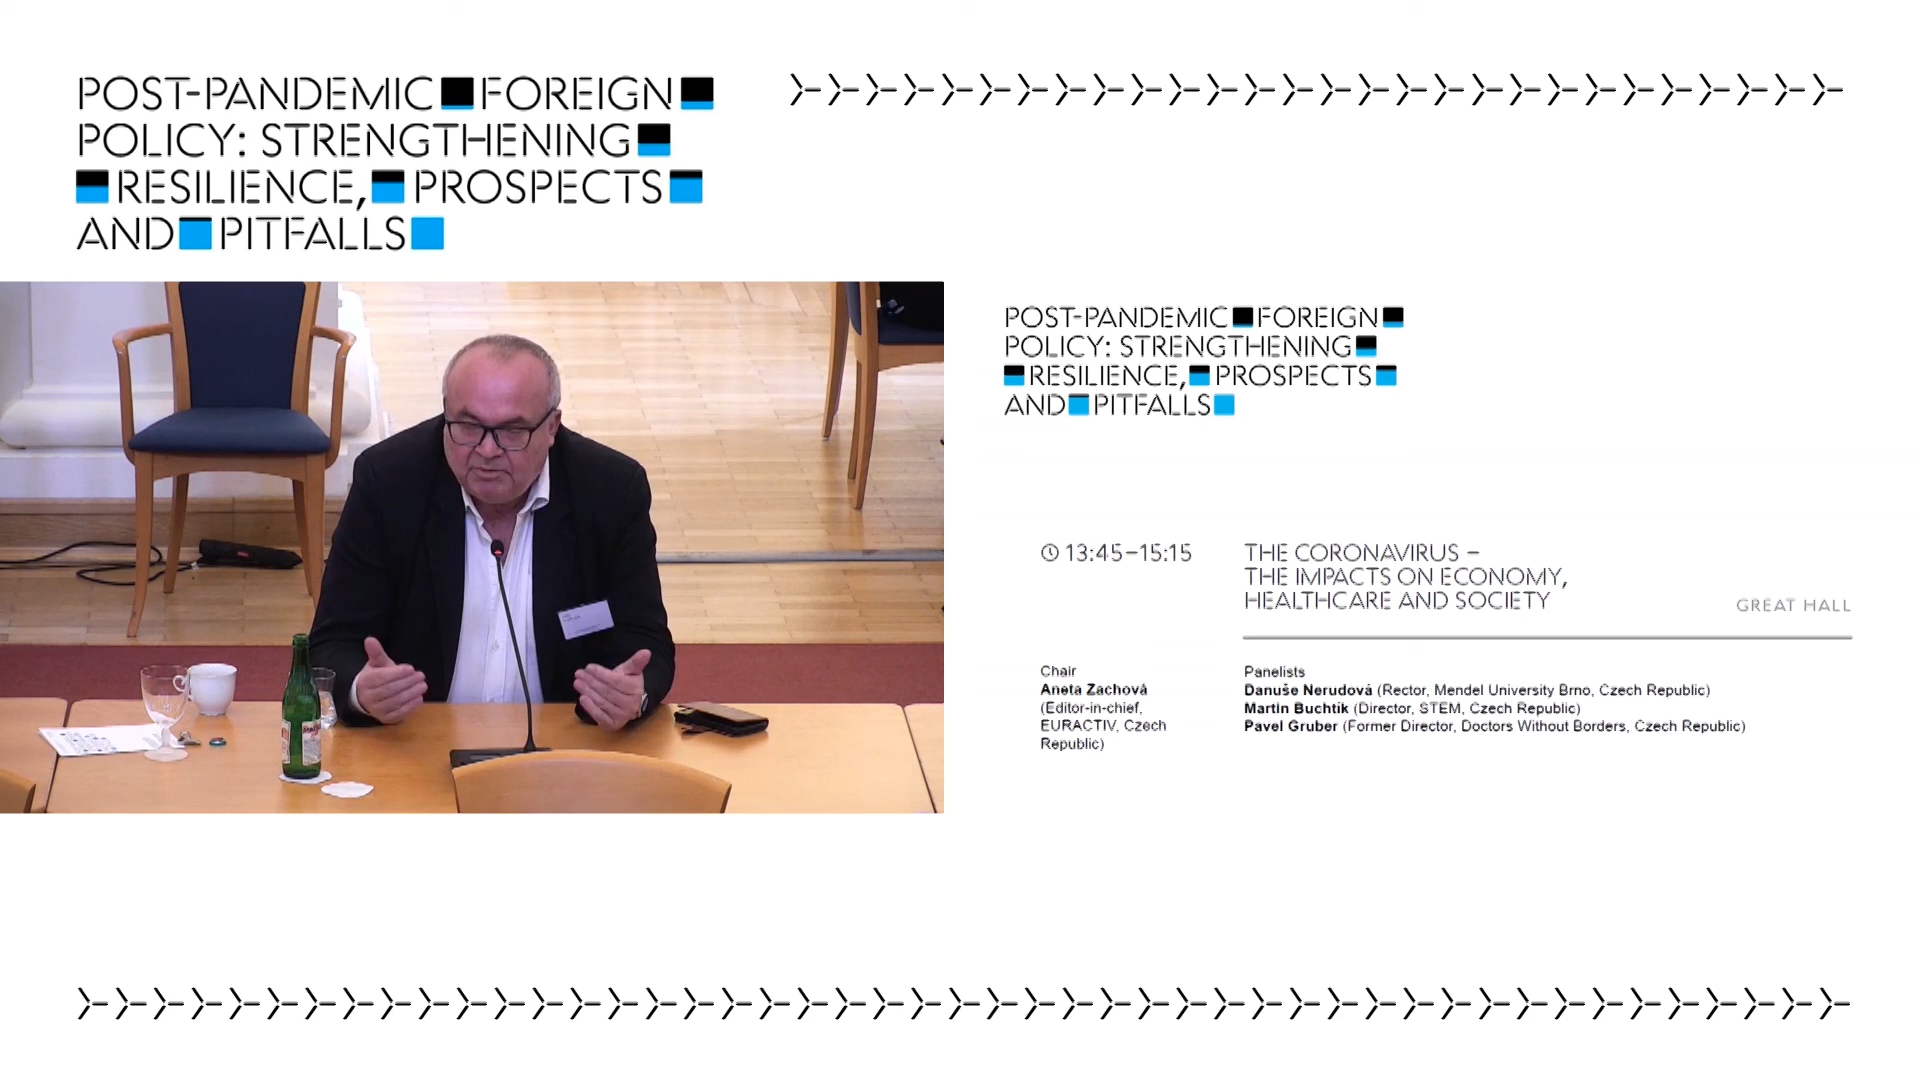 POST-PANDEMIC FOREIGN
POLICY: STRENGTHENING
RESILIENCE, PROSPECTS
AND PITFALLS
POST-PANDEMIC FOREIGN
POLICY: STRENGTHENING
RESILIENCE, PROSPECTS
AND PITFALLS
13:45–15:15
THE CORONAVIRUS –
THE IMPACTS ON ECONOMY,
HEALTHCARE AND SOCIETY
GREAT HALL
Chair
Aneta Zachová
(Editor-in-chief,
EURACTIV, Czech
Republic)
Panelists
Danuše Nerudová (Rector, Mendel University Brno, Czech Republic)
Martin Buchtík (Director, STEM, Czech Republic)
Pavel Gruber (Former Director, Doctors Without Borders, Czech Republic)